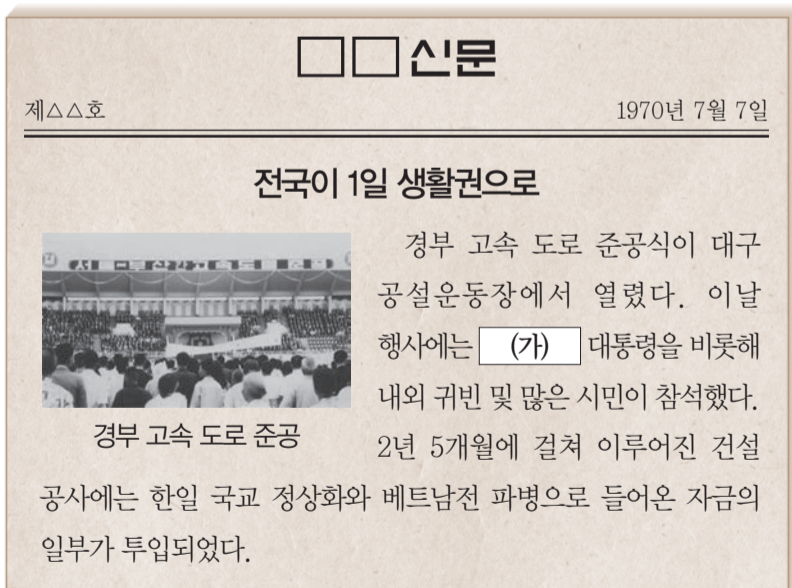 □□신문
제△△호 1970년 7월 7일
전국이 1일 생활권으로
경부 고속 도로 준공식이 대구
공설운동장에서 열렸다. 이날
행사에는 (가) 대통령을 비롯해
내외 귀빈 및 많은 시민이 참석했다.
경부 고속 도로 준공
2년 5개월에 걸쳐 이루어진 건설
공사에는 한일 국교 정상화와 베트남전 파병으로 들어온 자금의
일부가 투입되었다.